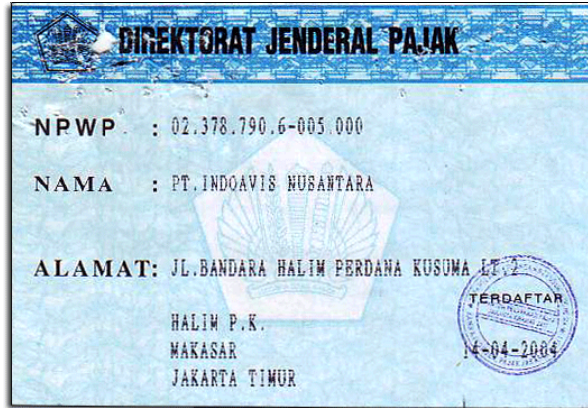 DIREKTORAT JENDERAL PAJAK
NPWP : 02.378.790.6-005.000
NAMA : PT.INDOAVIS NUSANTARA
ALAMAT: JL.BANDARA HALIM PERDANA KUSUMA LT.2
TERDAFTAR
HALIM P.K.
MAKASAR 14-04-2004
JAKARTA TIMUR